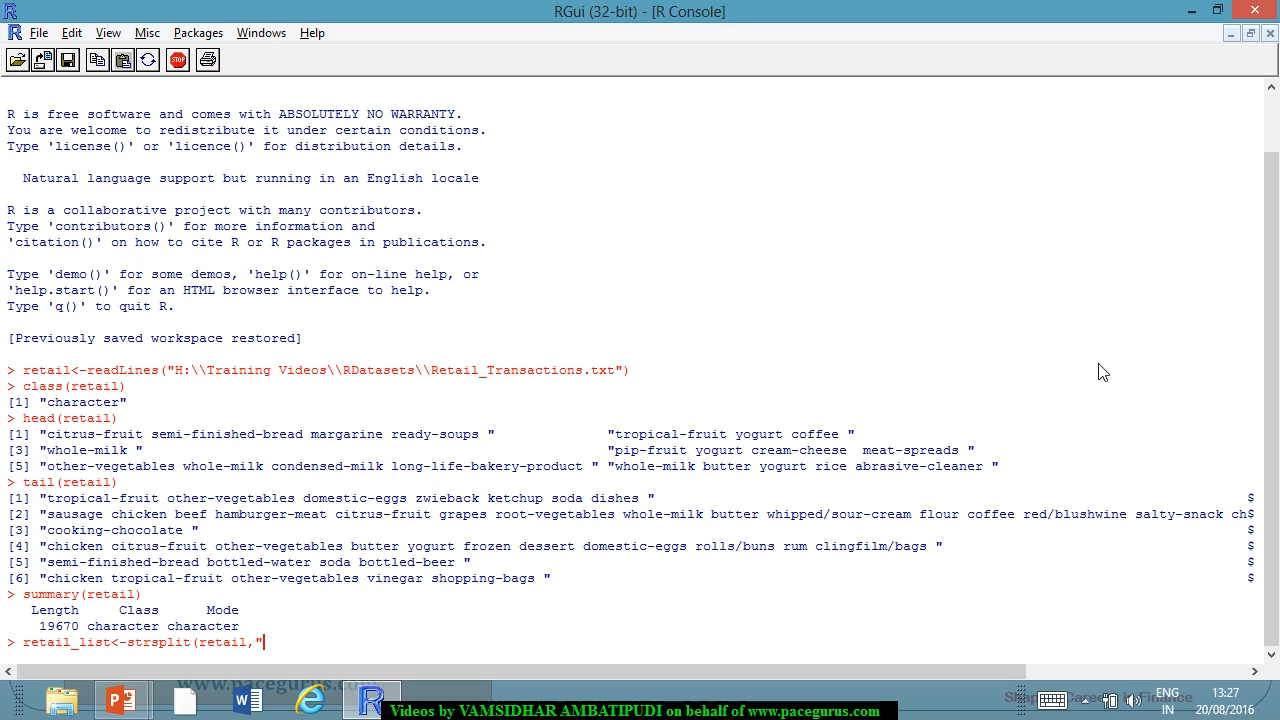 RGui (32-bit) - [R Console]
File Edit View Misc Packages Windows Help
STOP
R is free software and comes with ABSOLUTELY NO WARRANTY.
You are welcome to redistribute it under certain conditions.
Type 'license()' or 'licence()' for distribution details.
Natural language support but running in an English locale
R is a collaborative project with many contributors.
Type 'contributors()' for more information and
'citation()' on how to cite R or R packages in publications.
Type 'demo()' for some demos, 'help()' for on-line help, or
'help.start()' for an HTML browser interface to help.
Type 'q()' to quit R.
[Previously saved workspace restored]
> retail<-readLines("H:\\Training Videos\\RDatasets\\Retail_Transactions.txt")
> class(retail)
[1] "character"
> head(retail)
[1] "citrus-fruit semi-finished-bread margarine ready-soups " "tropical-fruit yogurt coffee "
[3] "whole-milk " "pip-fruit yogurt cream-cheese  meat-spreads "
[5] "other-vegetables whole-milk condensed-milk long-life-bakery-product " "whole-milk butter yogurt rice abrasive-cleaner "
> tail(retail)
[1] "tropical-fruit other-vegetables domestic-eggs zwieback ketchup soda dishes " $
[2] "sausage chicken beef hamburger-meat citrus-fruit grapes root-vegetables whole-milk butter whipped/sour-cream flour coffee red/blushwine salty-snack ch$
[3] "cooking-chocolate " $
[4] "chicken citrus-fruit other-vegetables butter yogurt frozen dessert domestic-eggs rolls/buns rum clingfilm/bags " $
[5] "semi-finished-bread bottled-water soda bottled-beer " $
[6] "chicken tropical-fruit other-vegetables vinegar shopping-bags " $
> summary(retail)
Length Class Mode
19670 character character
> retail_list<-strsplit(retail,"
www.pacegurus.com
ENG 13:27
IN 20/08/2016
Videos by VAMSIDHAR AMBATIPUDI on behalf of www.pacegurus.com